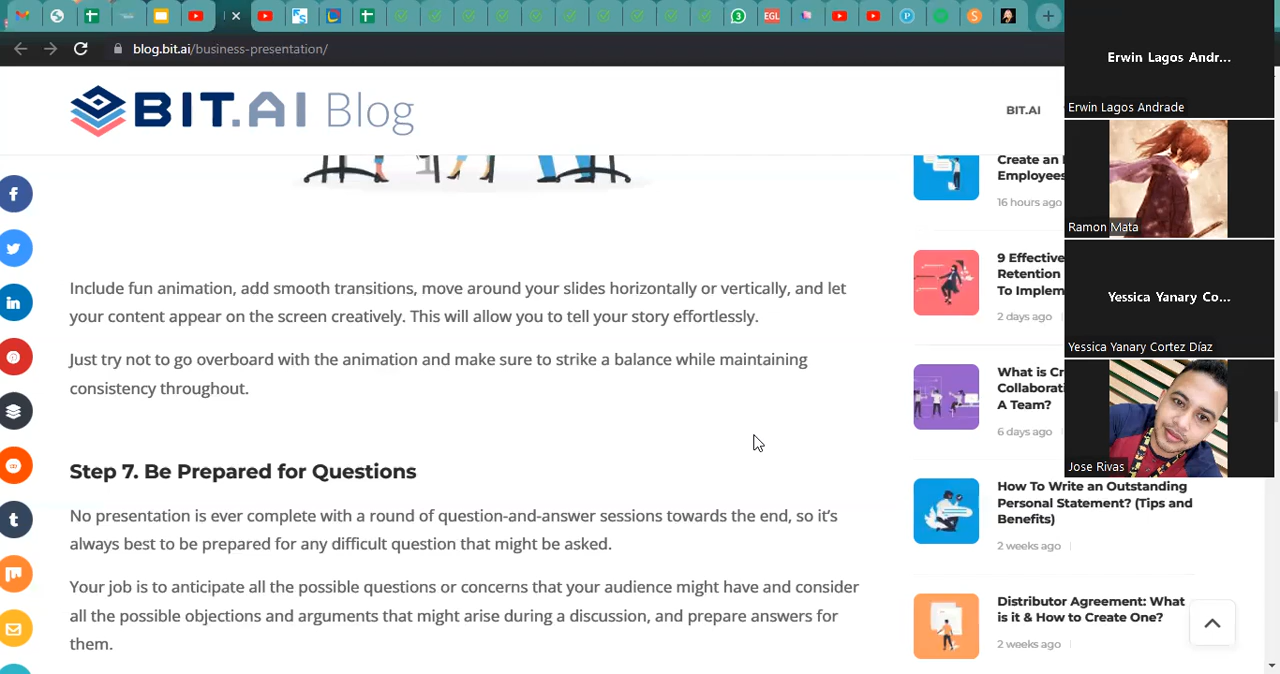 3
EGL
blog.bit.ai/business-presentation/
BIT.AI Blog
BIT.AI
Include fun animation, add smooth transitions, move around your slides horizontally or vertically, and let
your content appear on the screen creatively. This will allow you to tell your story effortlessly.
Just try not to go overboard with the animation and make sure to strike a balance while maintaining
consistency throughout.
Step 7. Be Prepared for Questions
No presentation is ever complete with a round of question-and-answer sessions towards the end, so it's
always best to be prepared for any difficult question that might be asked.
Your job is to anticipate all the possible questions or concerns that your audience might have and consider
all the possible objections and arguments that might arise during a discussion, and prepare answers for
them.
Create an
Employees
16 hours ago
9 Effective
Retention
To Implem
2 days ago
What is Cr
Collaborati
A Team?
6 days ago
How To Write an Outstanding
Personal Statement? (Tips and
Benefits)
2 weeks ago
Distributor Agreement: What
is it & How to Create One?
2 weeks ago
Erwin Lagos Andr...
Erwin Lagos Andrade
Ramon Mata
Yessica Yanary Co...
Yessica Yanary Cortez Díaz
Jose Rivas